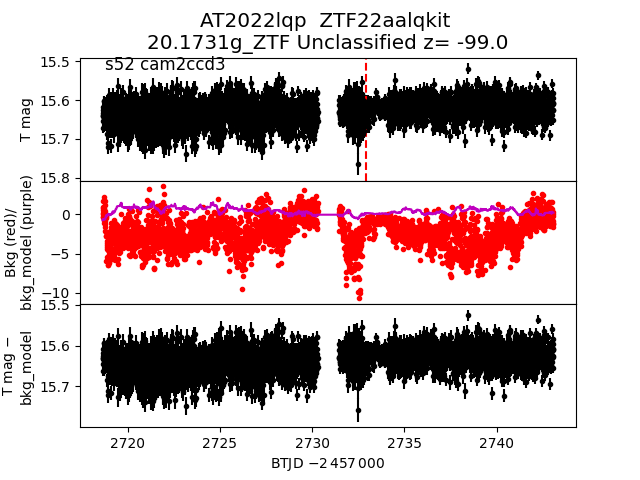 AT2022lqp  ZTF22aalqkit
20.1731g_ZTF Unclassified z= -99.0
s52 cam2ccd3
15.5
15.6
15.7
15.8
T mag
0
−5
−10
Bkg (red)/
bkg_model (purple)
15.5
15.6
15.7
T mag −
bkg_model
2720
2725
2730
2735
2740
BTJD −2 457 000